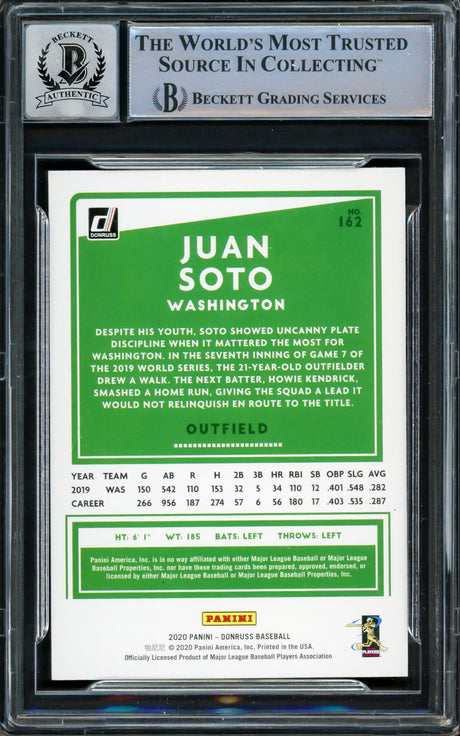 BECKETT
B
AUTHENTIC
THE WORLD'S MOST TRUSTED
SOURCE IN COLLECTING™
B BECKETT GRADING SERVICES
d
DONRUSS
NO.
162
JUAN
SOTO
WASHINGTON
DESPITE HIS YOUTH, SOTO SHOWED UNCANNY PLATE
DISCIPLINE WHEN IT MATTERED THE MOST FOR
WASHINGTON. IN THE SEVENTH INNING OF GAME 7 OF
THE 2019 WORLD SERIES, THE 21-YEAR-OLD OUTFIELDER
DREW A WALK. THE NEXT BATTER, HOWIE KENDRICK,
SMASHED A HOME RUN, GIVING THE SQUAD A LEAD IT
WOULD NOT RELINQUISH EN ROUTE TO THE TITLE.
OUTFIELD
YEAR TEAM G AB R H 2B 3B HR RBI SB OBP SLG AVG
2019 WAS 150 542 110 153 32 5 34 110 12 .401 .548 .282
CAREER 266 956 187 274 57 6 56 180 17 .403 .535 .287
HT: 6' 1" WT: 185 BATS: LEFT THROWS: LEFT
Panini America, Inc. is in no way affiliated with either Major League Baseball or Major League
Baseball Properties, Inc. nor have these trading cards been prepared, approved, endorsed, or
licensed by either Major League Baseball or Major League Baseball Properties, Inc.
PANINI
2020 PANINI – DONRUSS BASEBALL
帕尼尼 © 2020 Panini America, Inc. Printed in the USA.
Officially Licensed Product of Major League Baseball Players Association
PLAYERS